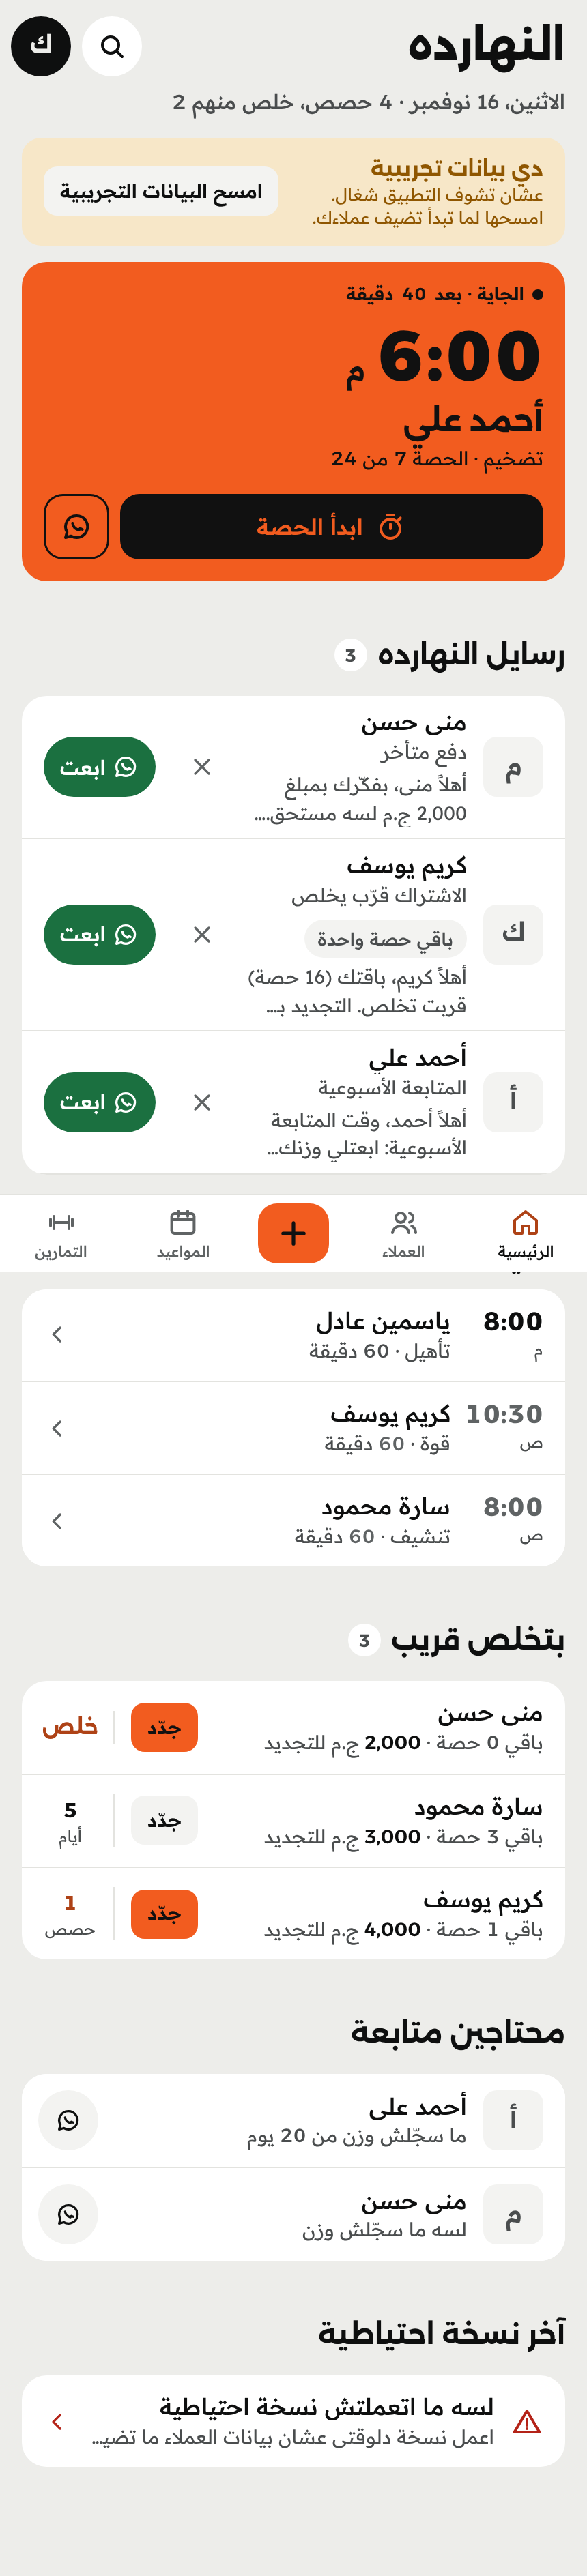 النهارده
ك
الاثنين، 16 نوفمبر · 4 حصص، خلص منهم 2
دي بيانات تجريبية
عشان تشوف التطبيق شغال.
امسحها لما تبدأ تضيف عملاءك.
امسح البيانات التجريبية
الجاية · بعد 40 دقيقة
6:00 م
أحمد علي
تضخيم · الحصة 7 من 24
ابدأ الحصة
رسايل النهارده 3
م
منى حسن
دفع متأخر
أهلاً منى، بفكّرك بمبلغ
2,000 ج.م لسه مستحق....
ابعت
ك
كريم يوسف
الاشتراك قرّب يخلص
باقي حصة واحدة
أهلاً كريم، باقتك (16 حصة)
قربت تخلص. التجديد بـ...
ابعت
أ
أحمد علي
المتابعة الأسبوعية
أهلاً أحمد، وقت المتابعة
الأسبوعية: ابعتلي وزنك...
ابعت
الرئيسية
العملاء
المواعيد
التمارين
8:00 م
ياسمين عادل
تأهيل · 60 دقيقة
10:30 ص
كريم يوسف
قوة · 60 دقيقة
8:00 ص
سارة محمود
تنشيف · 60 دقيقة
بتخلص قريب 3
منى حسن
باقي 0 حصة · 2,000 ج.م للتجديد
جدّد
خلص
سارة محمود
باقي 3 حصة · 3,000 ج.م للتجديد
جدّد
5
أيام
كريم يوسف
باقي 1 حصة · 4,000 ج.م للتجديد
جدّد
1
حصص
محتاجين متابعة
أ
أحمد علي
ما سجّلش وزن من 20 يوم
م
منى حسن
لسه ما سجّلش وزن
آخر نسخة احتياطية
لسه ما اتعملتش نسخة احتياطية
اعمل نسخة دلوقتي عشان بيانات العملاء ما تضيـ...